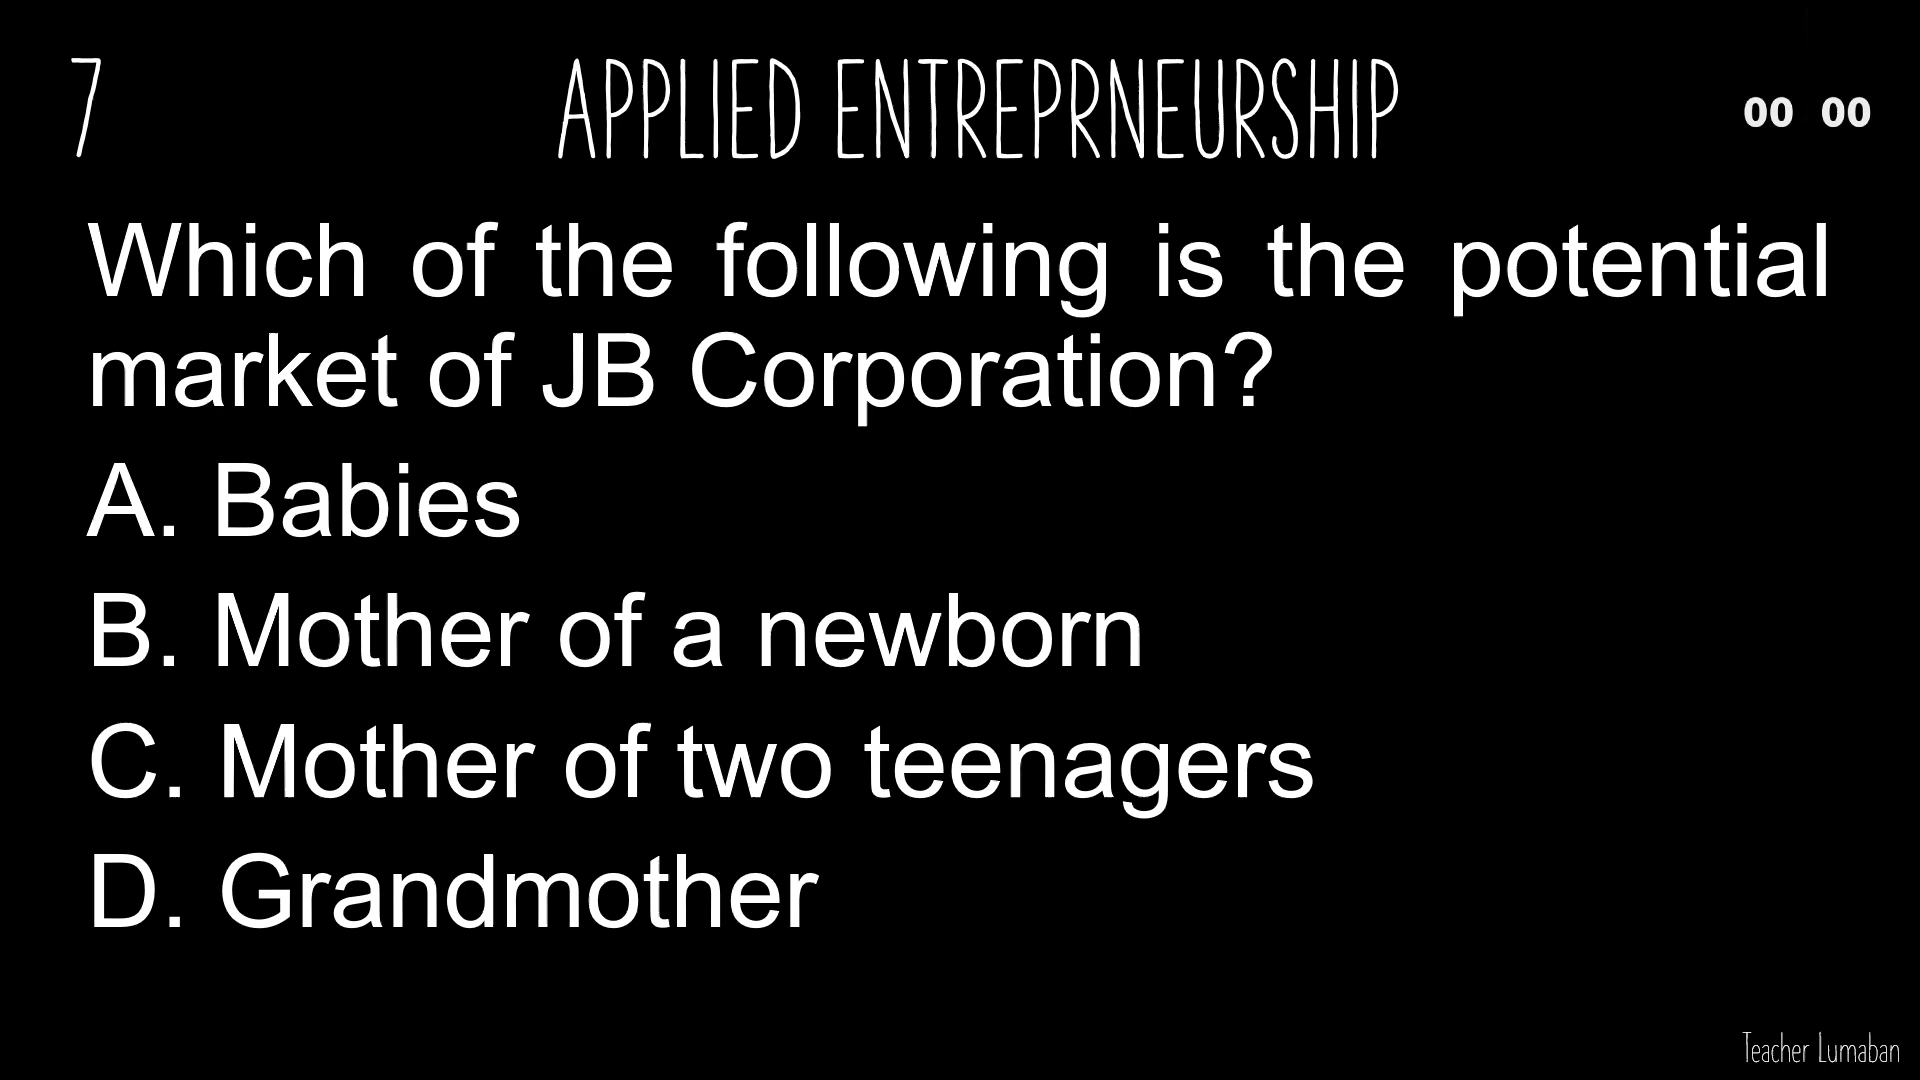 7
APPLIED ENTREPRNEURSHIP
00 00
Which of the following is the potential
market of JB Corporation?
A. Babies
B. Mother of a newborn
C. Mother of two teenagers
D. Grandmother
Teacher Lumaban